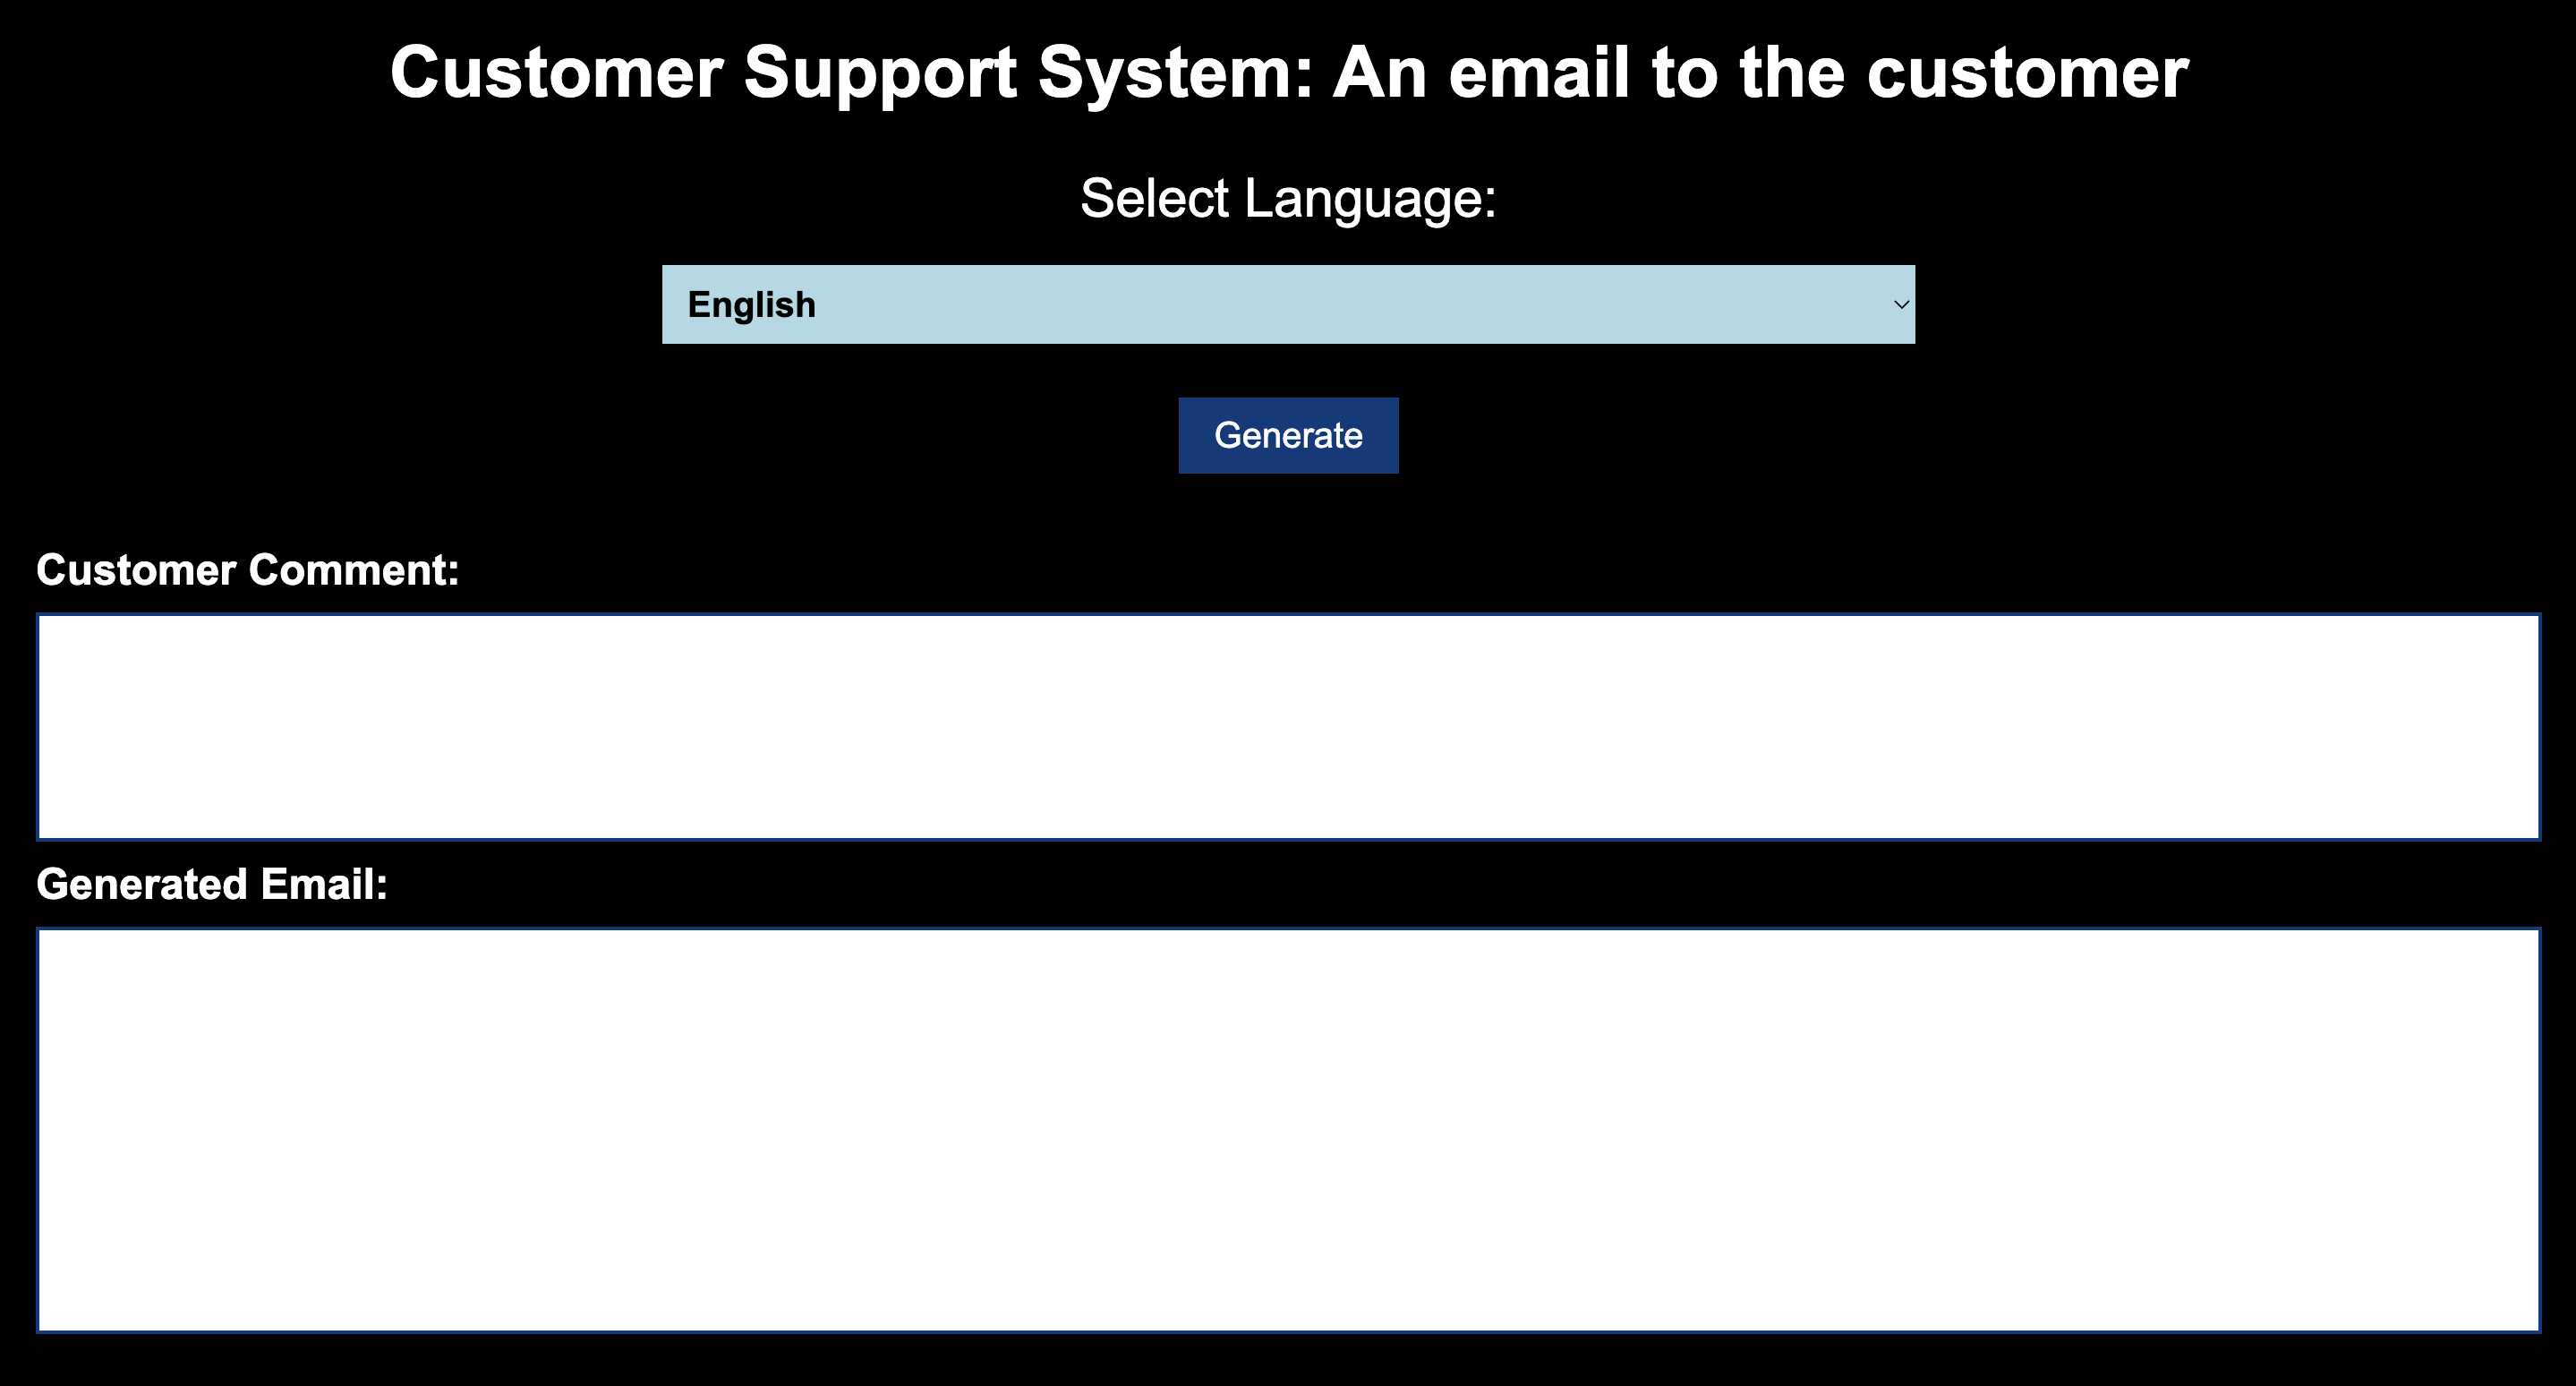 Customer Support System: An email to the customer
Select Language:
English
Generate
Customer Comment:
Generated Email: